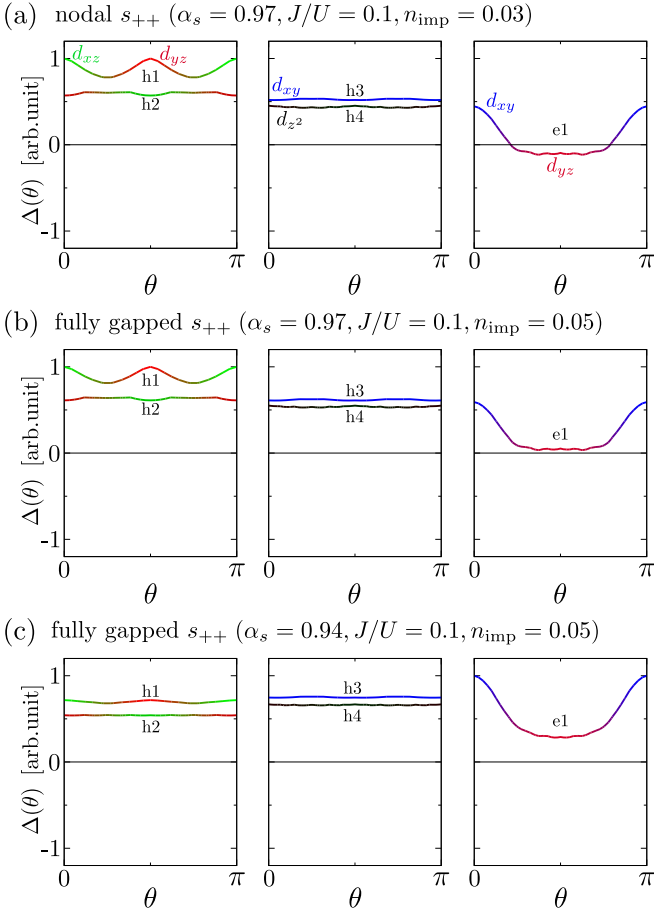 (a) nodal s₊₊ (αₛ = 0.97, J/U = 0.1, n_imp = 0.03)
Δ(θ) [arb.unit]
1
0
-1
d_xz
d_yz
h1
h2
0 θ π
d_xy
h3
d_z²
h4
0 θ π
d_xy
e1
d_yz
0 θ π
(b) fully gapped s₊₊ (αₛ = 0.97, J/U = 0.1, n_imp = 0.05)
Δ(θ) [arb.unit]
1
0
-1
h1
h2
0 θ π
h3
h4
0 θ π
e1
0 θ π
(c) fully gapped s₊₊ (αₛ = 0.94, J/U = 0.1, n_imp = 0.05)
Δ(θ) [arb.unit]
1
0
-1
h1
h2
0 θ π
h3
h4
0 θ π
e1
0 θ π